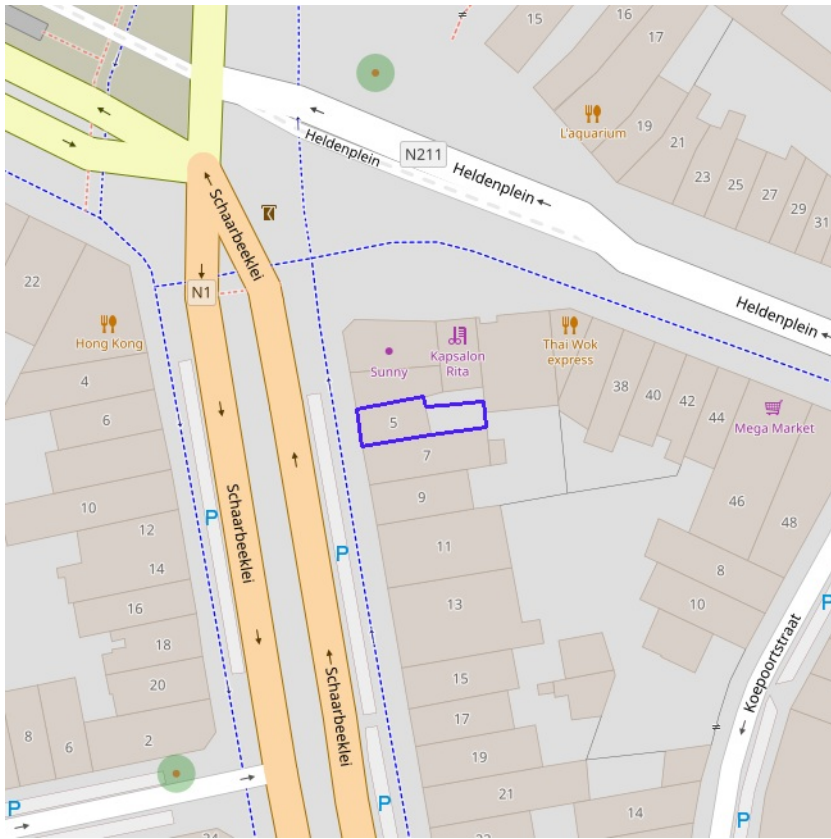 15
16
17
L'aquarium
19
21
23
25
27
29
31
Heldenplein
N211
Heldenplein
Heldenplein
Schaarbeeklei
N1
22
Hong Kong
4
6
10
12
14
16
18
20
2
8
6
P
Schaarbeeklei
P
Schaarbeeklei
P
P
Sunny
Kapsalon
Rita
Thai Wok
express
38
40
42
44
Mega Market
46
48
8
10
5
7
9
11
13
15
17
19
21
14
Koepoortstraat
P
P